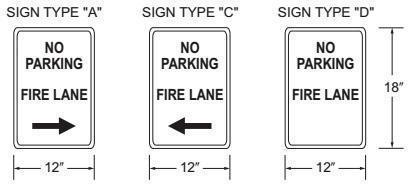 SIGN TYPE "A"
NO
PARKING
FIRE LANE
12"
SIGN TYPE "C"
NO
PARKING
FIRE LANE
12"
SIGN TYPE "D"
NO
PARKING
FIRE LANE
12"
18"